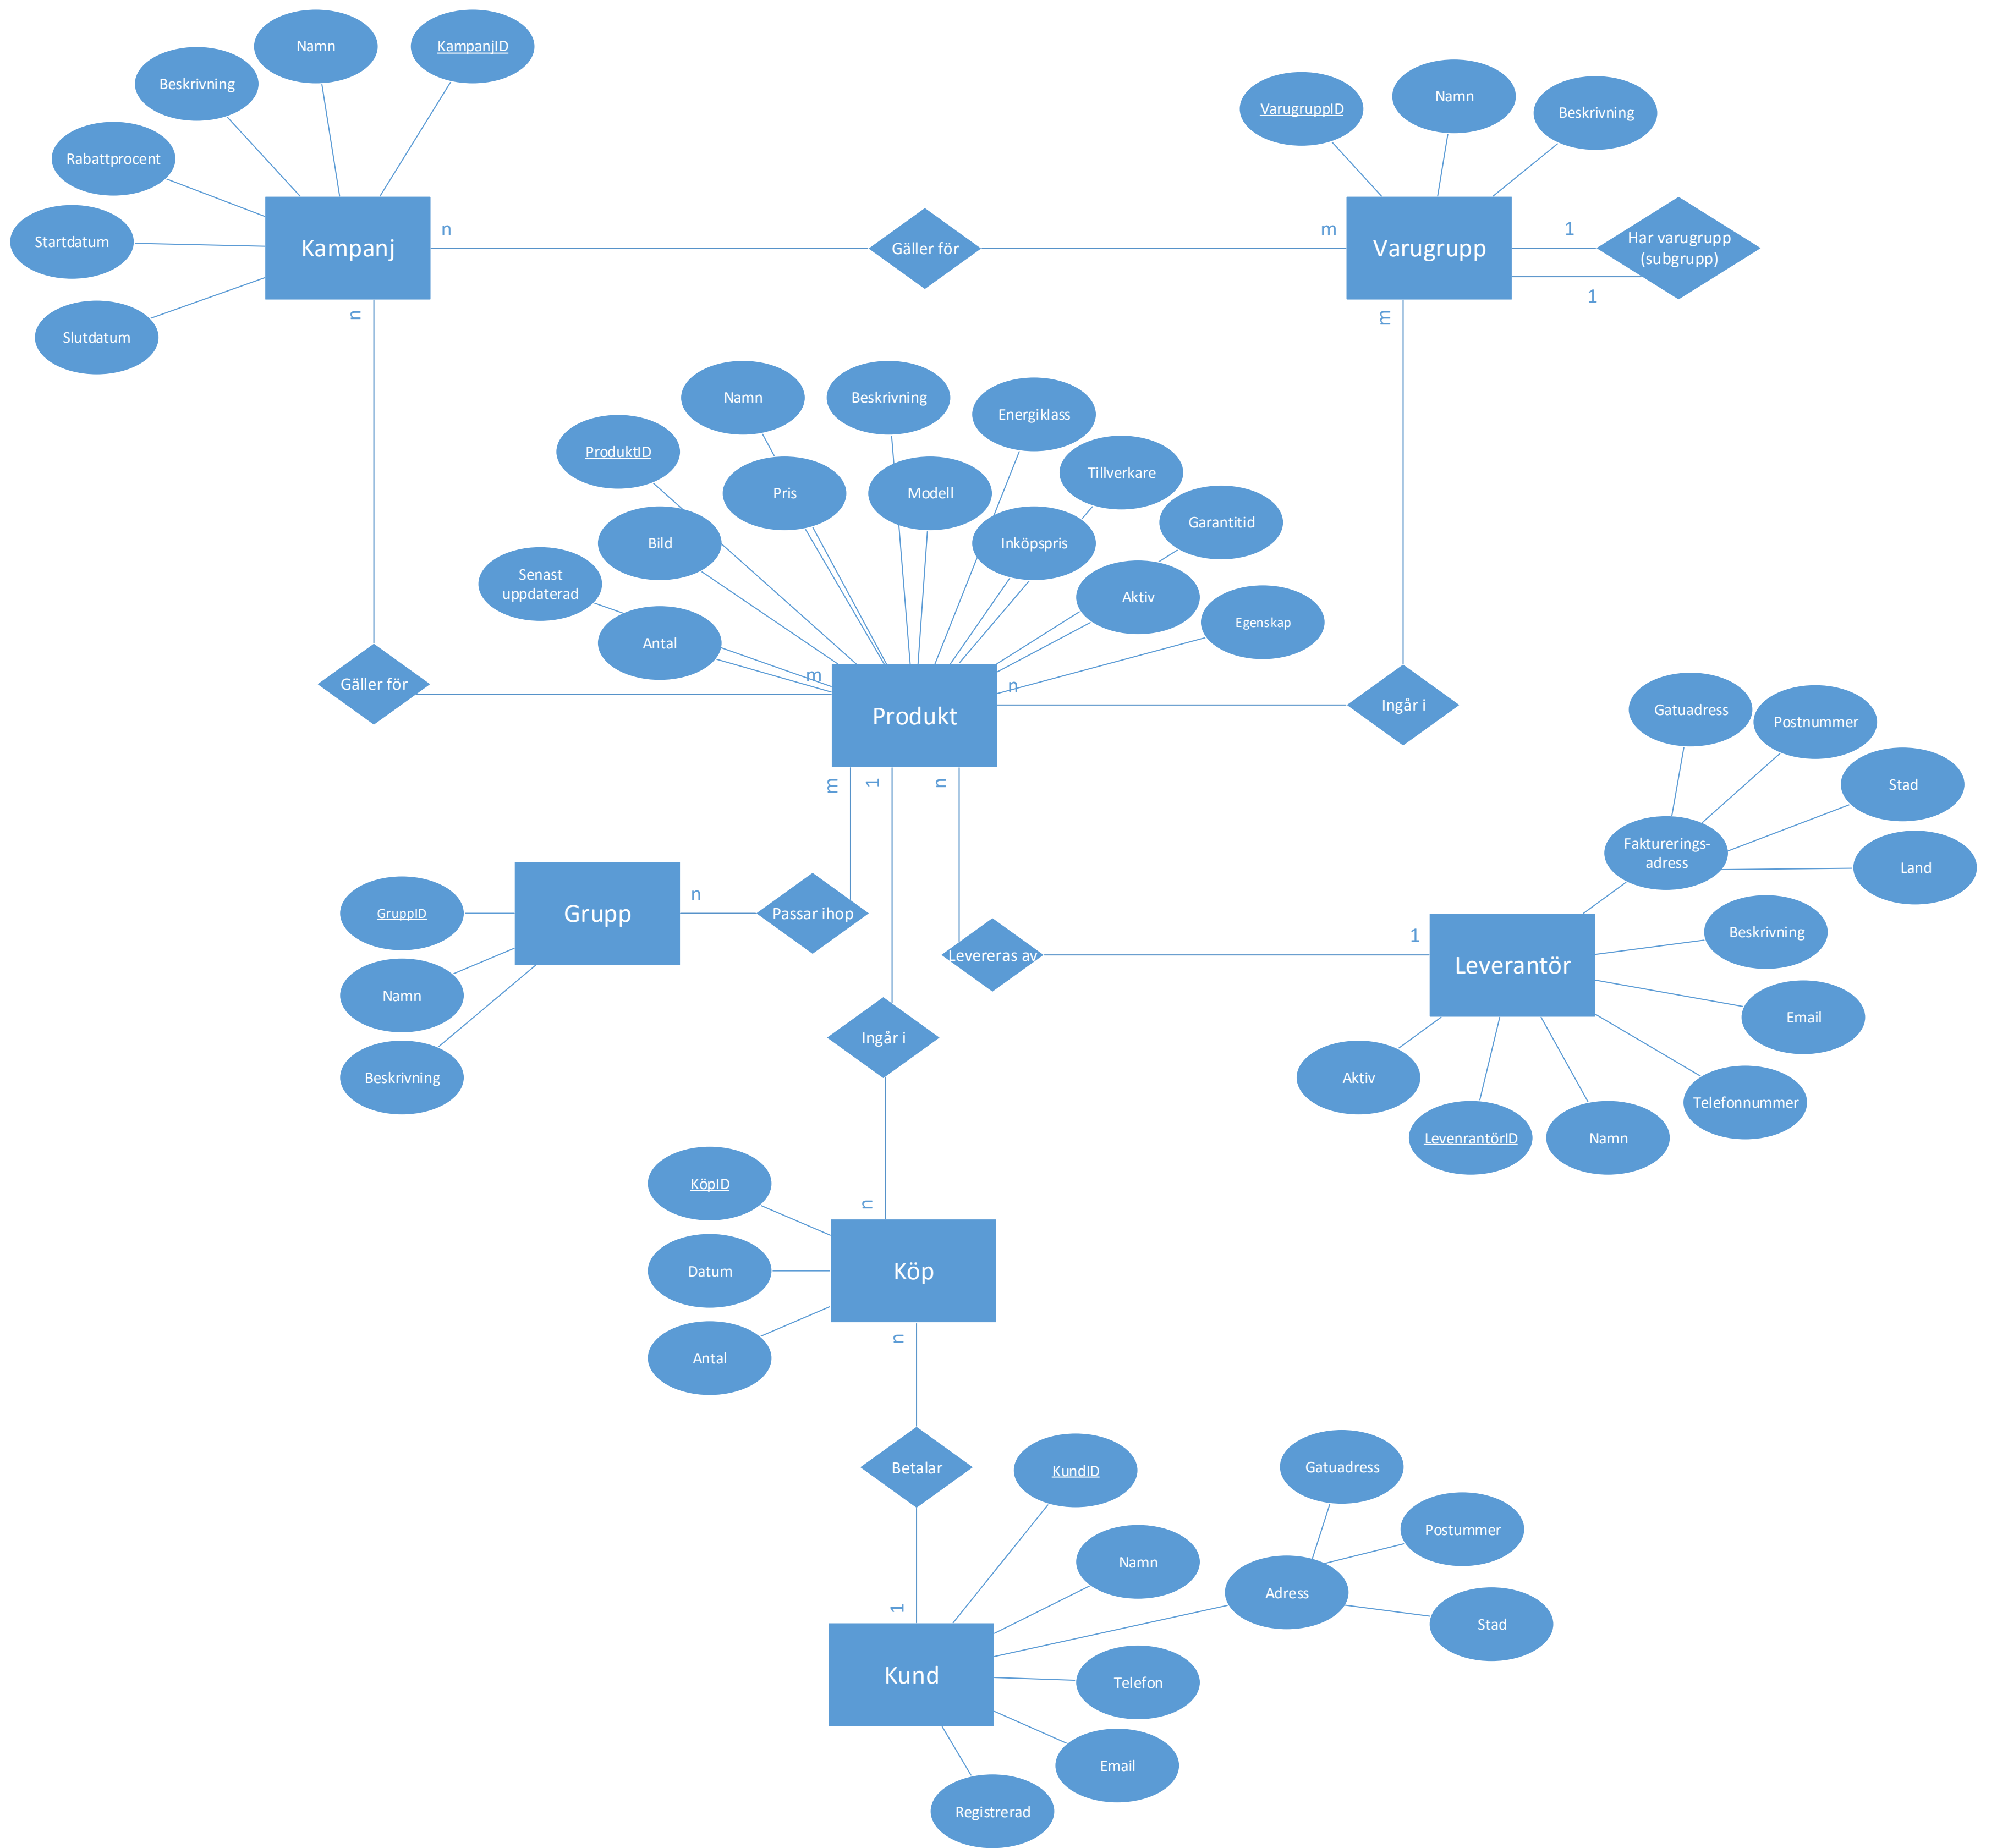 Namn
KampanjID
Beskrivning
Rabattprocent
Startdatum
Slutdatum
Kampanj
n
n
Gäller för
m
VarugruppID
Namn
Beskrivning
Varugrupp
1
1
Har varugrupp
(subgrupp)
m
Namn
Beskrivning
Energiklass
ProduktID
Tillverkare
Pris
Modell
Garantitid
Bild
Inköpspris
Senast
uppdaterad
Aktiv
Antal
Egenskap
Gäller för
m
n
Produkt
Ingår i
m
1
n
Gatuadress
Postnummer
Stad
Fakturerings-
adress
Land
GruppID
Grupp
n
Passar ihop
Namn
Beskrivning
Levereras av
1
Leverantör
Beskrivning
Email
Telefonnummer
Aktiv
LevenrantörID
Namn
Ingår i
n
KöpID
Datum
Köp
Antal
n
Betalar
1
KundID
Namn
Gatuadress
Postummer
Adress
Stad
Kund
Telefon
Email
Registrerad